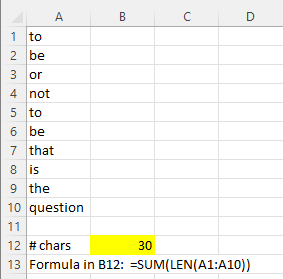 A B C D
1 to
2 be
3 or
4 not
5 to
6 be
7 that
8 is
9 the
10 question
11
12 # chars 30
13 Formula in B12: =SUM(LEN(A1:A10))